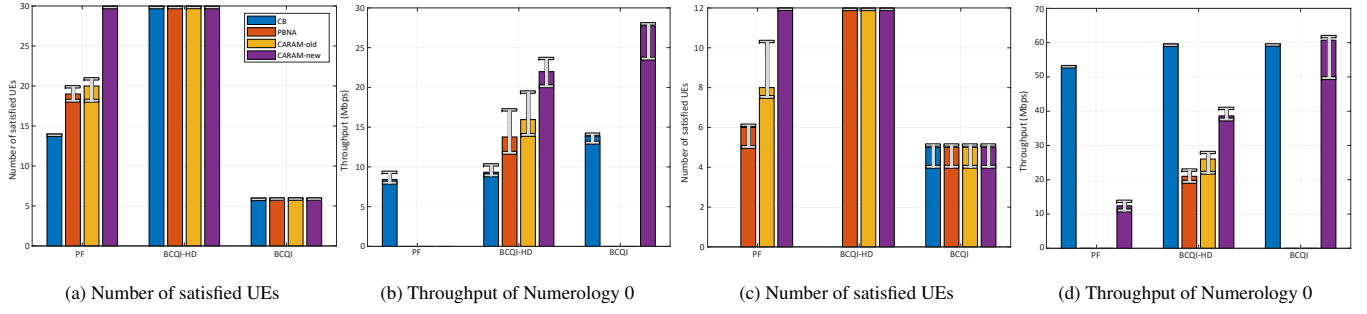 30
25
20
15
10
5
0
Number of satisfied UEs
PF
BCQI-HD
BCQI
CB
PBNA
CARAM-old
CARAM-new
(a) Number of satisfied UEs
30
25
20
15
10
5
0
Throughput (Mbps)
PF
BCQI-HD
BCQI
(b) Throughput of Numerology 0
12
10
8
6
4
2
0
Number of satisfied UEs
PF
BCQI-HD
BCQI
(c) Number of satisfied UEs
70
60
50
40
30
20
10
0
Throughput (Mbps)
PF
BCQI-HD
BCQI
(d) Throughput of Numerology 0